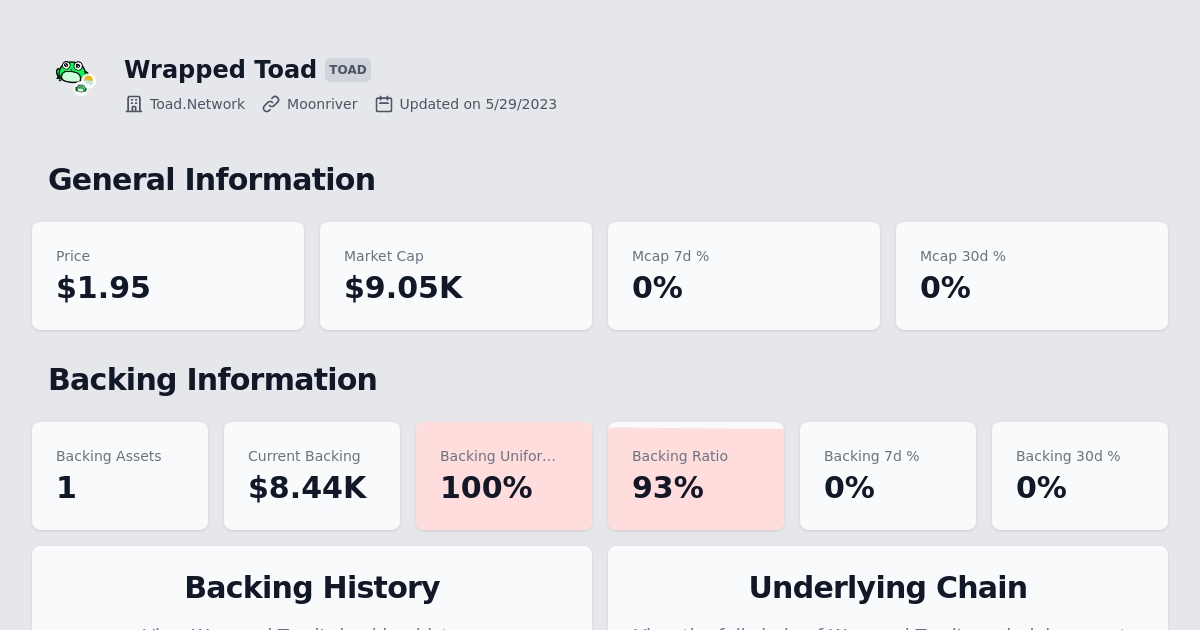 Wrapped Toad TOAD
Toad.Network Moonriver Updated on 5/29/2023
General Information
Price Market Cap Mcap 7d % Mcap 30d %
$1.95 $9.05K 0% 0%
Backing Information
Backing Assets Current Backing Backing Unifor... Backing Ratio Backing 7d % Backing 30d %
1 $8.44K 100% 93% 0% 0%
Backing History Underlying Chain